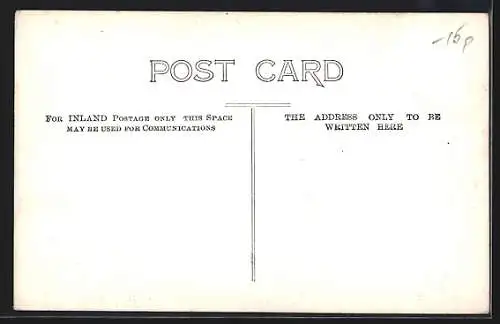 -15p
POST CARD
FOR INLAND POSTAGE ONLY THIS SPACE
MAY BE USED FOR COMMUNICATIONS
THE ADDRESS ONLY TO BE
WRITTEN HERE